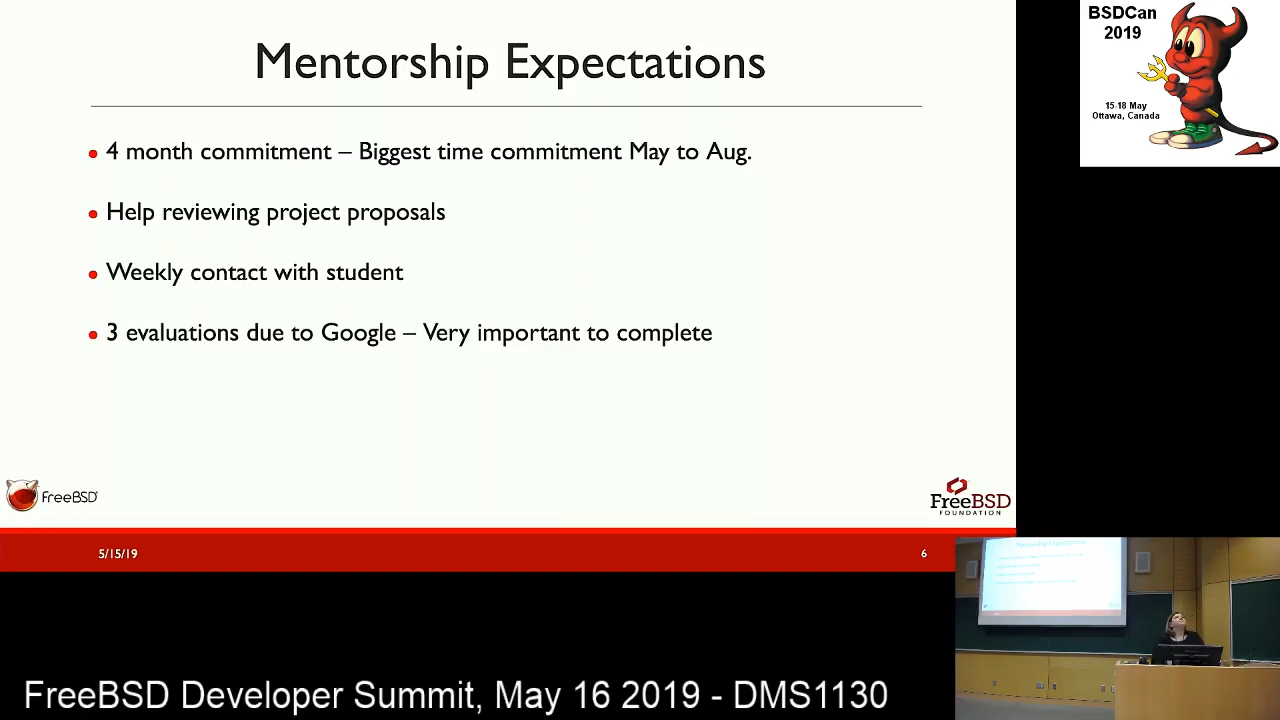 Mentorship Expectations
4 month commitment – Biggest time commitment May to Aug.
Help reviewing project proposals
Weekly contact with student
3 evaluations due to Google – Very important to complete
FreeBSD
FreeBSD
FOUNDATION
5/15/19
6
BSDCan
2019
15-18 May
Ottawa, Canada
Mentorship Expectations
FreeBSD Developer Summit, May 16 2019 - DMS1130